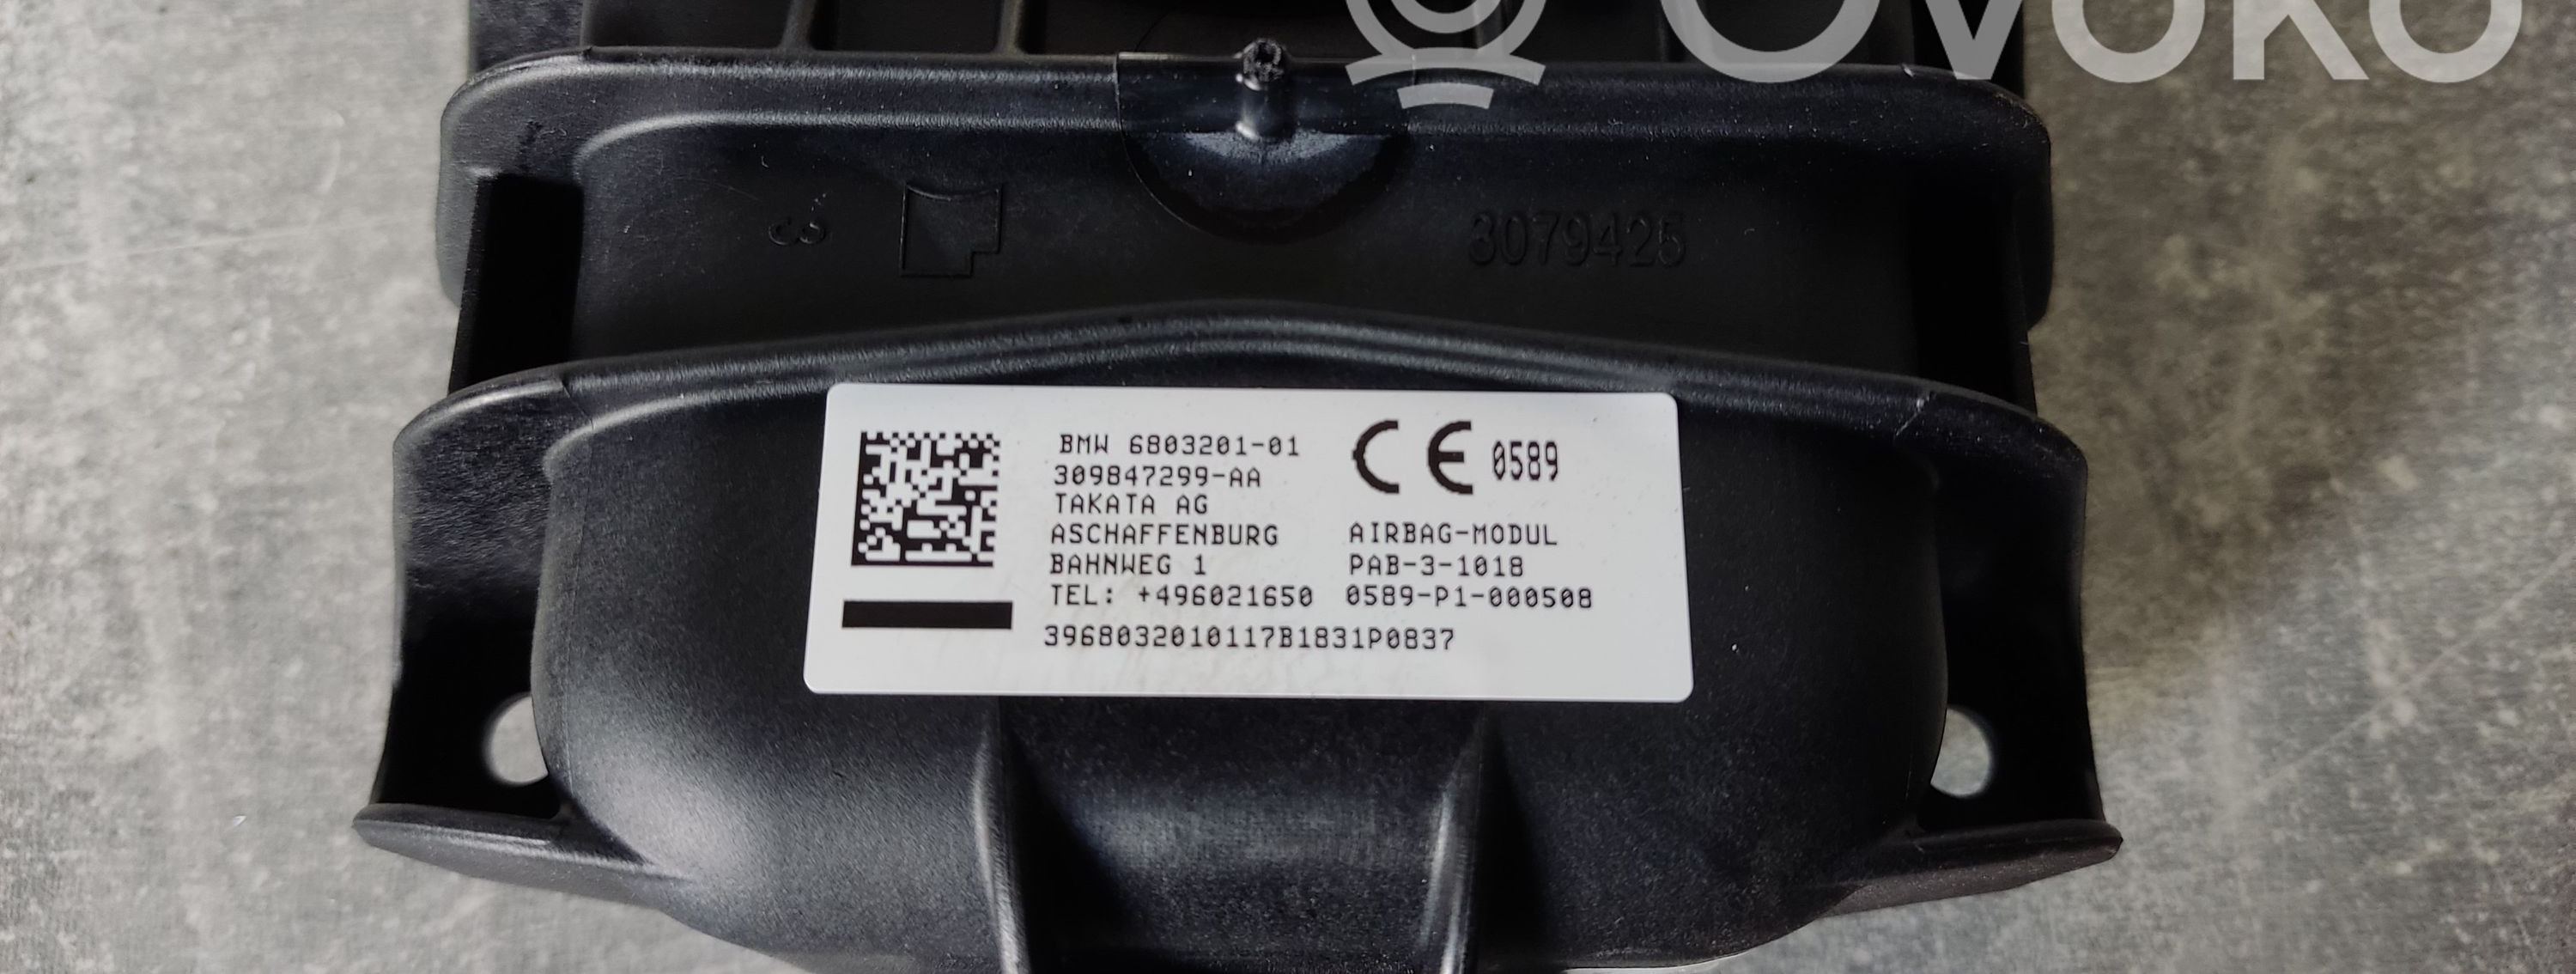 OVOKO
3079425
BMW 6803201-01
309847299-AA
TAKATA AG
ASCHAFFENBURG
BAHNWEG 1
TEL: +496021650
CE 0589
AIRBAG-MODUL
PAB-3-1018
0589-P1-000508
3968032010117B1831P0837